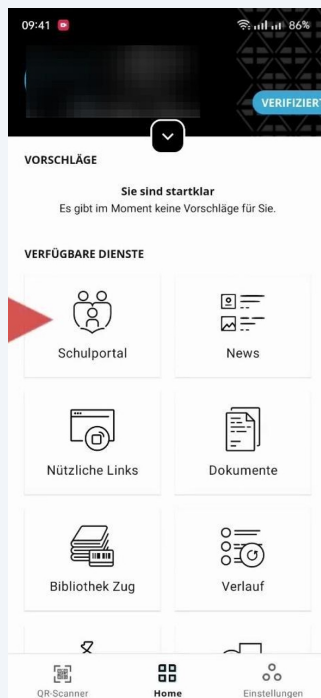 09:41
86%
VERIFIZIERT
VORSCHLÄGE
Sie sind startklar
Es gibt im Moment keine Vorschläge für Sie.
VERFÜGBARE DIENSTE
Schulportal
News
Nützliche Links
Dokumente
Bibliothek Zug
Verlauf
QR-Scanner
Home
Einstellungen